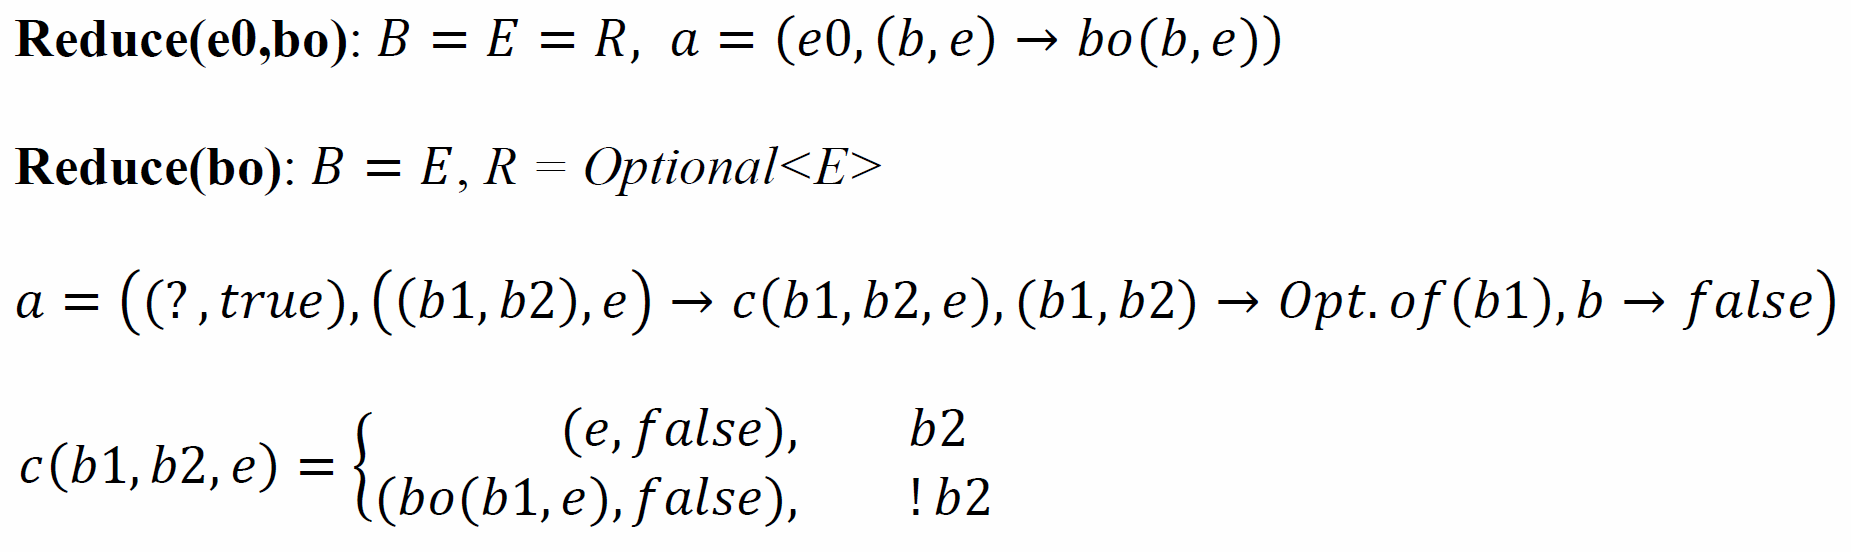 Reduce(e0,bo): B = E = R, a = (e0, (b, e) → bo(b, e))
Reduce(bo): B = E, R = Optional<E>
a = ((? , true), ((b1, b2), e) → c(b1, b2, e), (b1, b2) → Opt. of(b1), b → false)
c(b1, b2, e) = { (e, false), b2
(bo(b1, e), false), ! b2